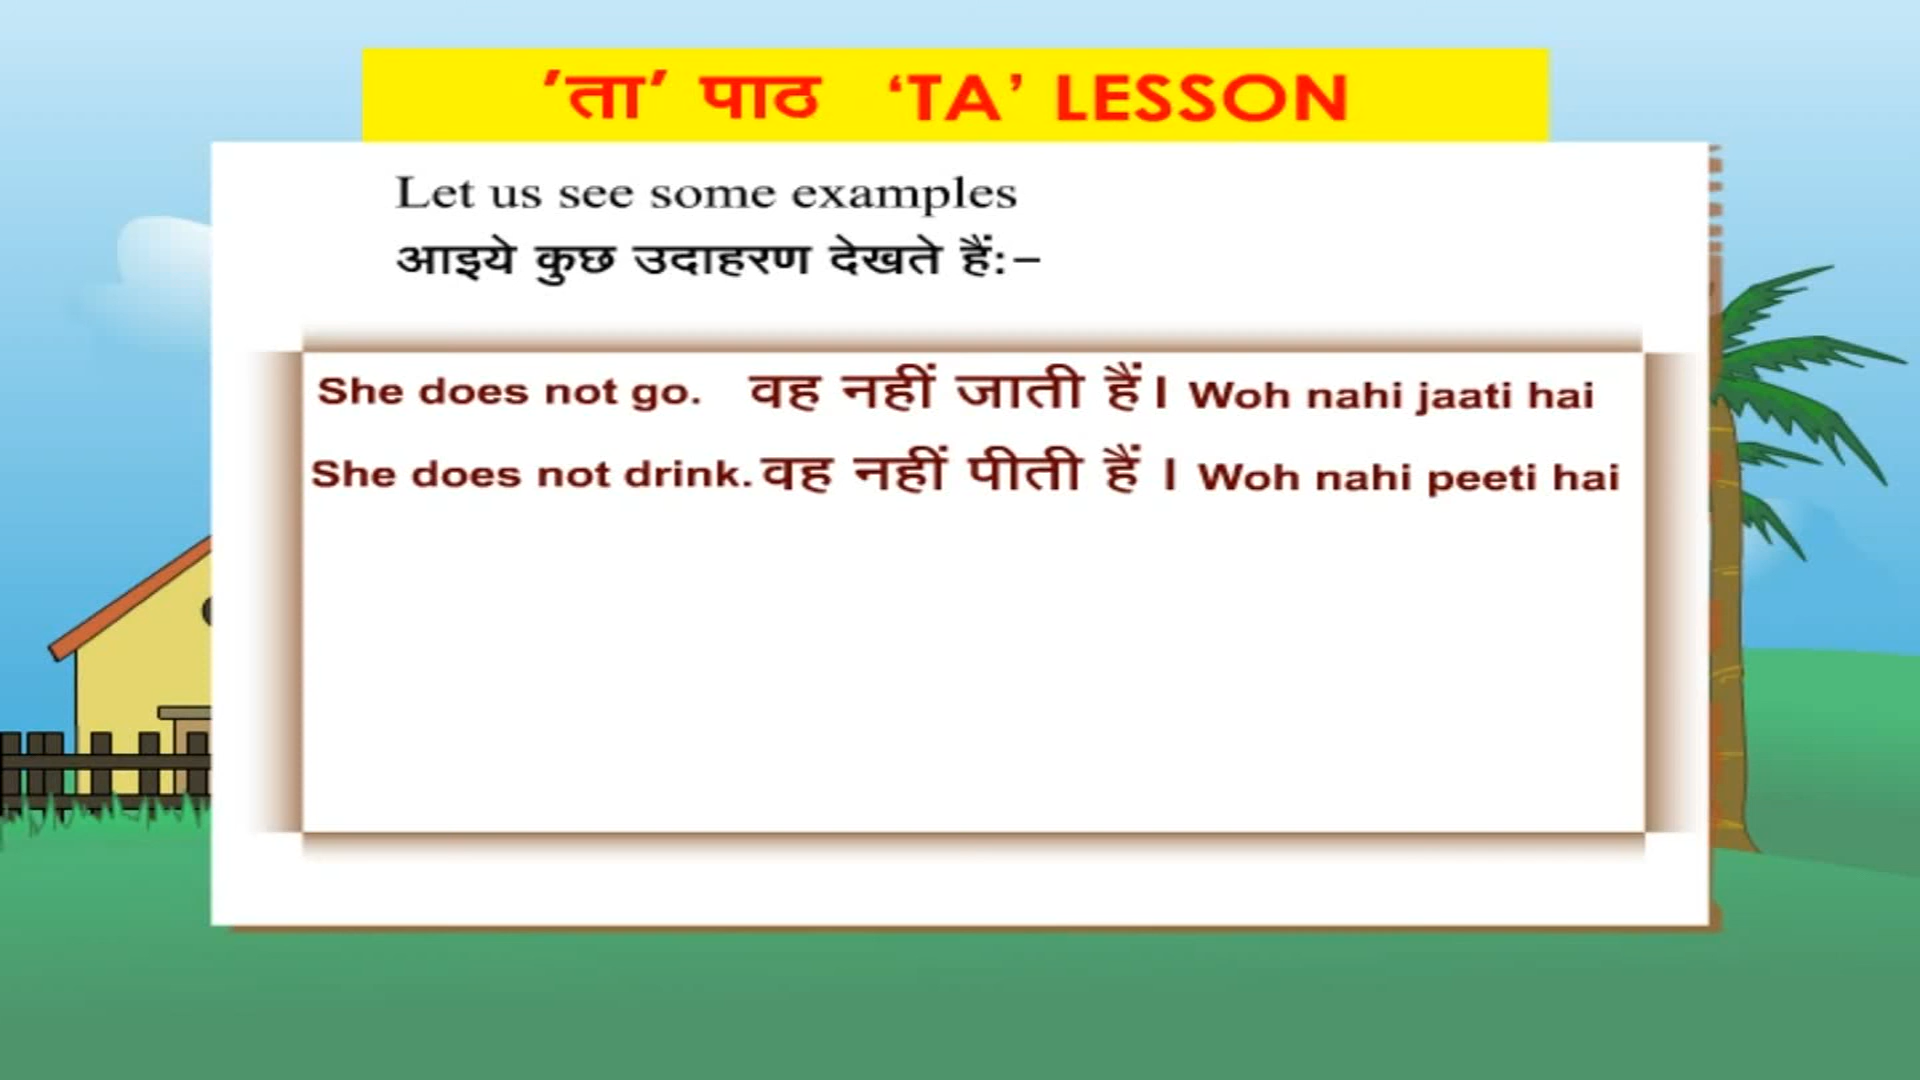 'ता' पाठ ‘TA’ LESSON
Let us see some examples
आइये कुछ उदाहरण देखते हैं:–
She does not go. वह नहीं जाती हैं। Woh nahi jaati hai
She does not drink. वह नहीं पीती हैं । Woh nahi peeti hai